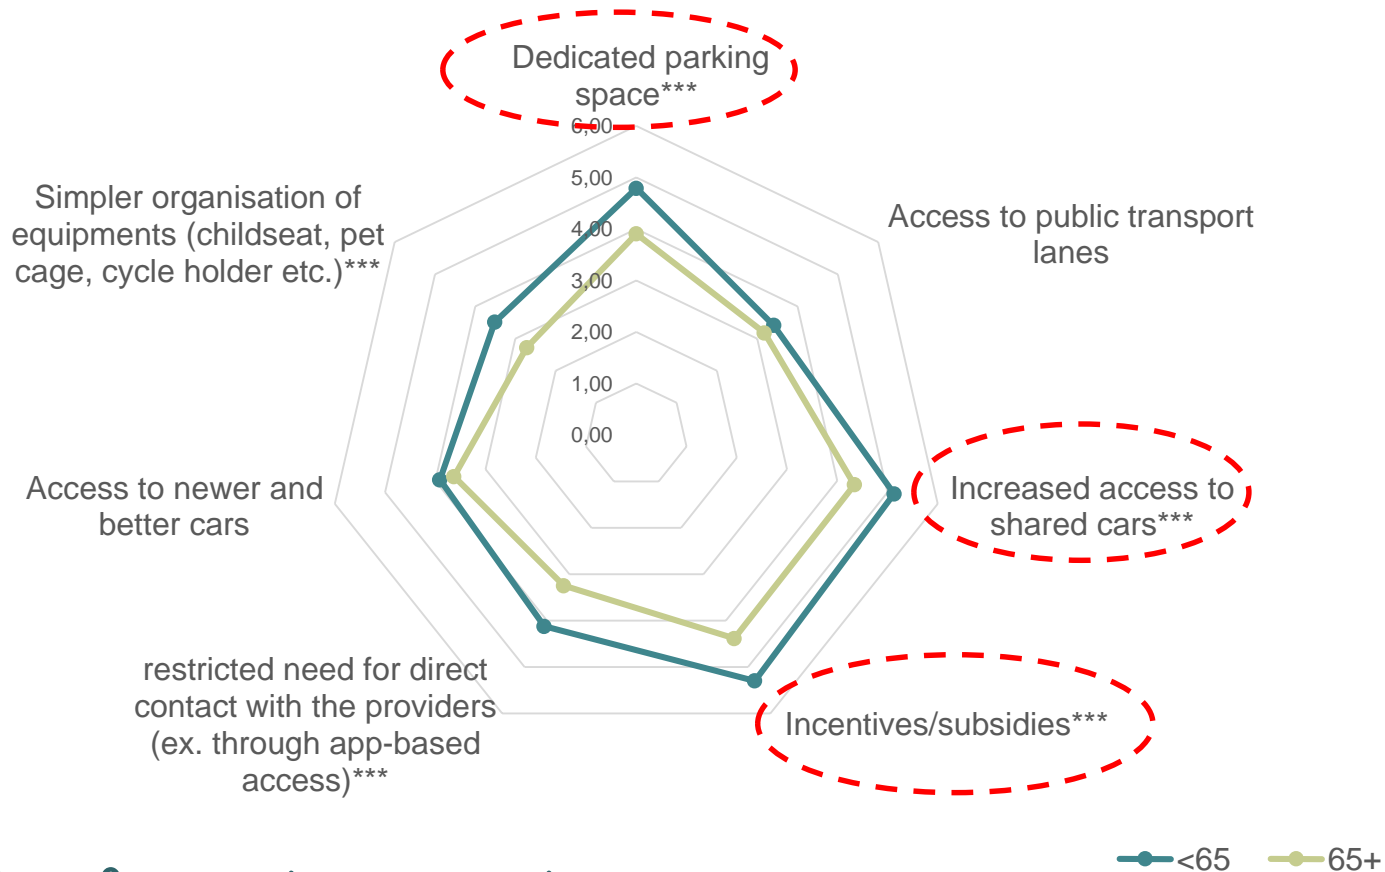 Dedicated parking
space***
6,00
5,00
4,00
3,00
2,00
1,00
0,00
Simpler organisation of
equipments (childseat, pet
cage, cycle holder etc.)***
Access to public transport
lanes
Access to newer and
better cars
Increased access to
shared cars***
restricted need for direct
contact with the providers
(ex. through app-based
access)***
Incentives/subsidies***
<65
65+